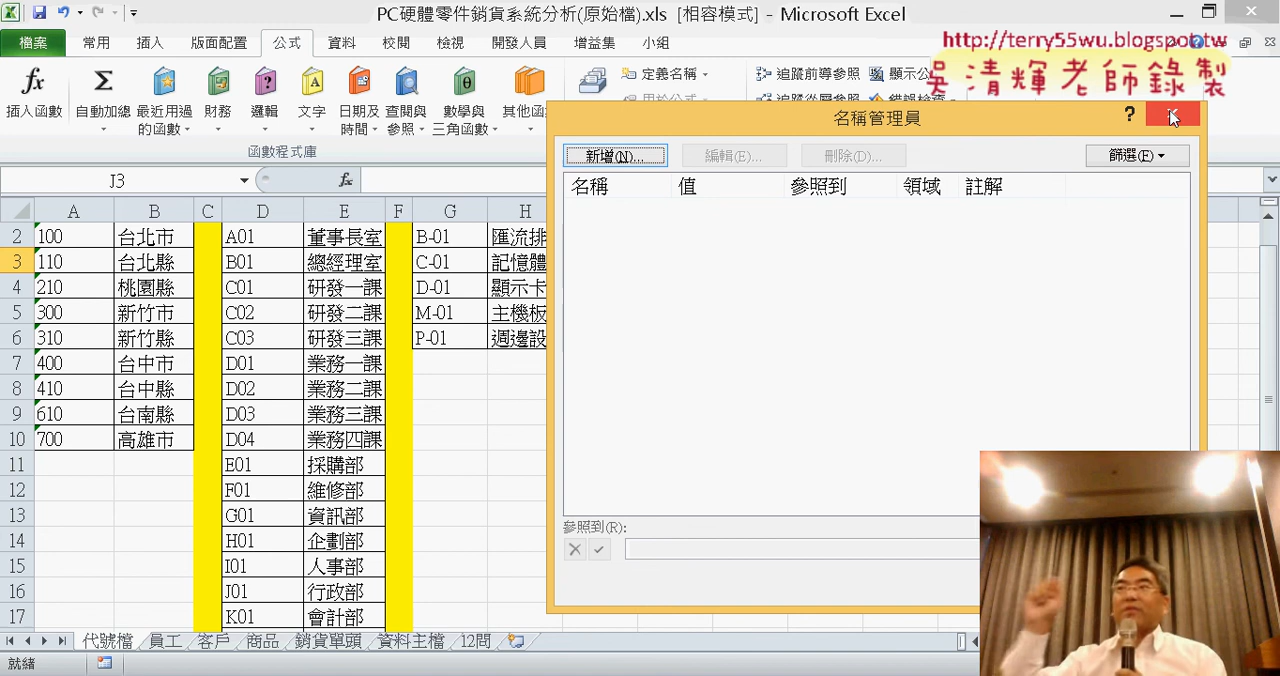 PC硬體零件銷貨系統分析(原始檔).xls [相容模式] - Microsoft Excel
檔案 常用 插入 版面配置 公式 資料 校閱 檢視 開發人員 增益集 小組
http://terry55wu.blogspot.tw
吳清輝老師錄製
fx Σ ? A θ 定義名稱 追蹤前導參照 顯示公
插入函數 自動加總 最近用的函數 財務 邏輯 文字 日期及時間 查閱與參照 數學與三角函數 其他函
函數程式庫
名稱管理員 ?
J3 fx
新增(N)... 編輯(E)... 刪除(D)... 篩選(E)
名稱 值 參照到 領域 註解
A B C D E F G H
2 100 台北市 A01 董事長室 B-01 匯流排
3 110 台北縣 B01 總經理室 C-01 記憶體
4 210 桃園縣 C01 研發一課 D-01 顯示卡
5 300 新竹市 C02 研發二課 M-01 主機板
6 310 新竹縣 C03 研發三課 P-01 週邊設
7 400 台中市 D01 業務一課
8 410 台中縣 D02 業務二課
9 610 台南縣 D03 業務三課
10 700 高雄市 D04 業務四課
11 E01 採購部
12 F01 維修部
13 G01 資訊部
14 H01 企劃部
15 I01 人事部
16 J01 行政部
17 K01 會計部
參照到(R):
代號檔 員工 客戶 商品 銷貨單頭 資料主檔 12問
就緒